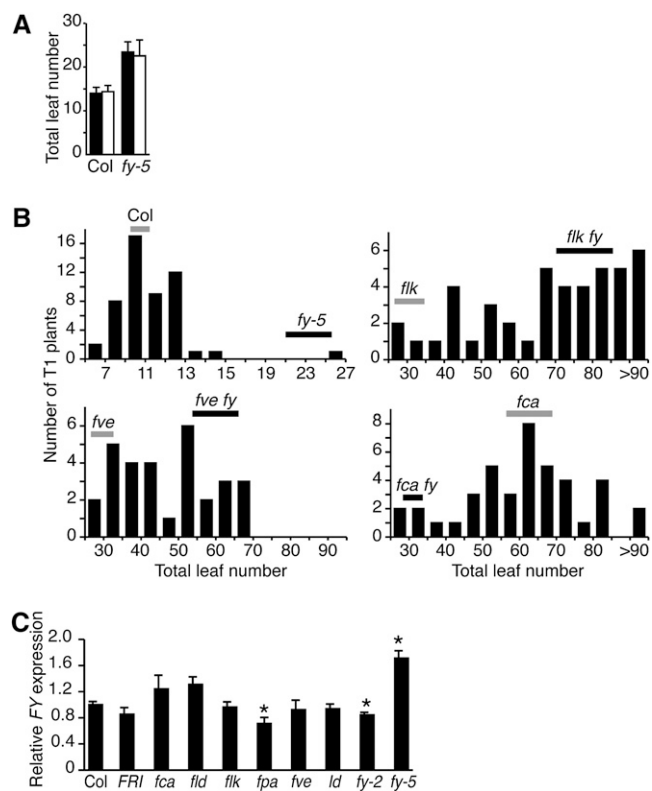 A
Total leaf number
30
20
10
0
Col fy-5
B
Number of T1 plants
Col
16
12
8
4
0
fy-5
7 11 13 15 19 23 27
flk
flk fy
6
4
2
0
30 40 50 60 70 80 >90
fve
fve fy
6
4
2
0
30 40 50 60 70 80 90
Total leaf number
fca
fca fy
8
6
4
2
0
30 40 50 60 70 80 >90
Total leaf number
C
Relative FY expression
2.0
1.6
1.2
0.8
0.4
0
* * *
Col FRI fca fld flk fpa fve ld fy-2 fy-5